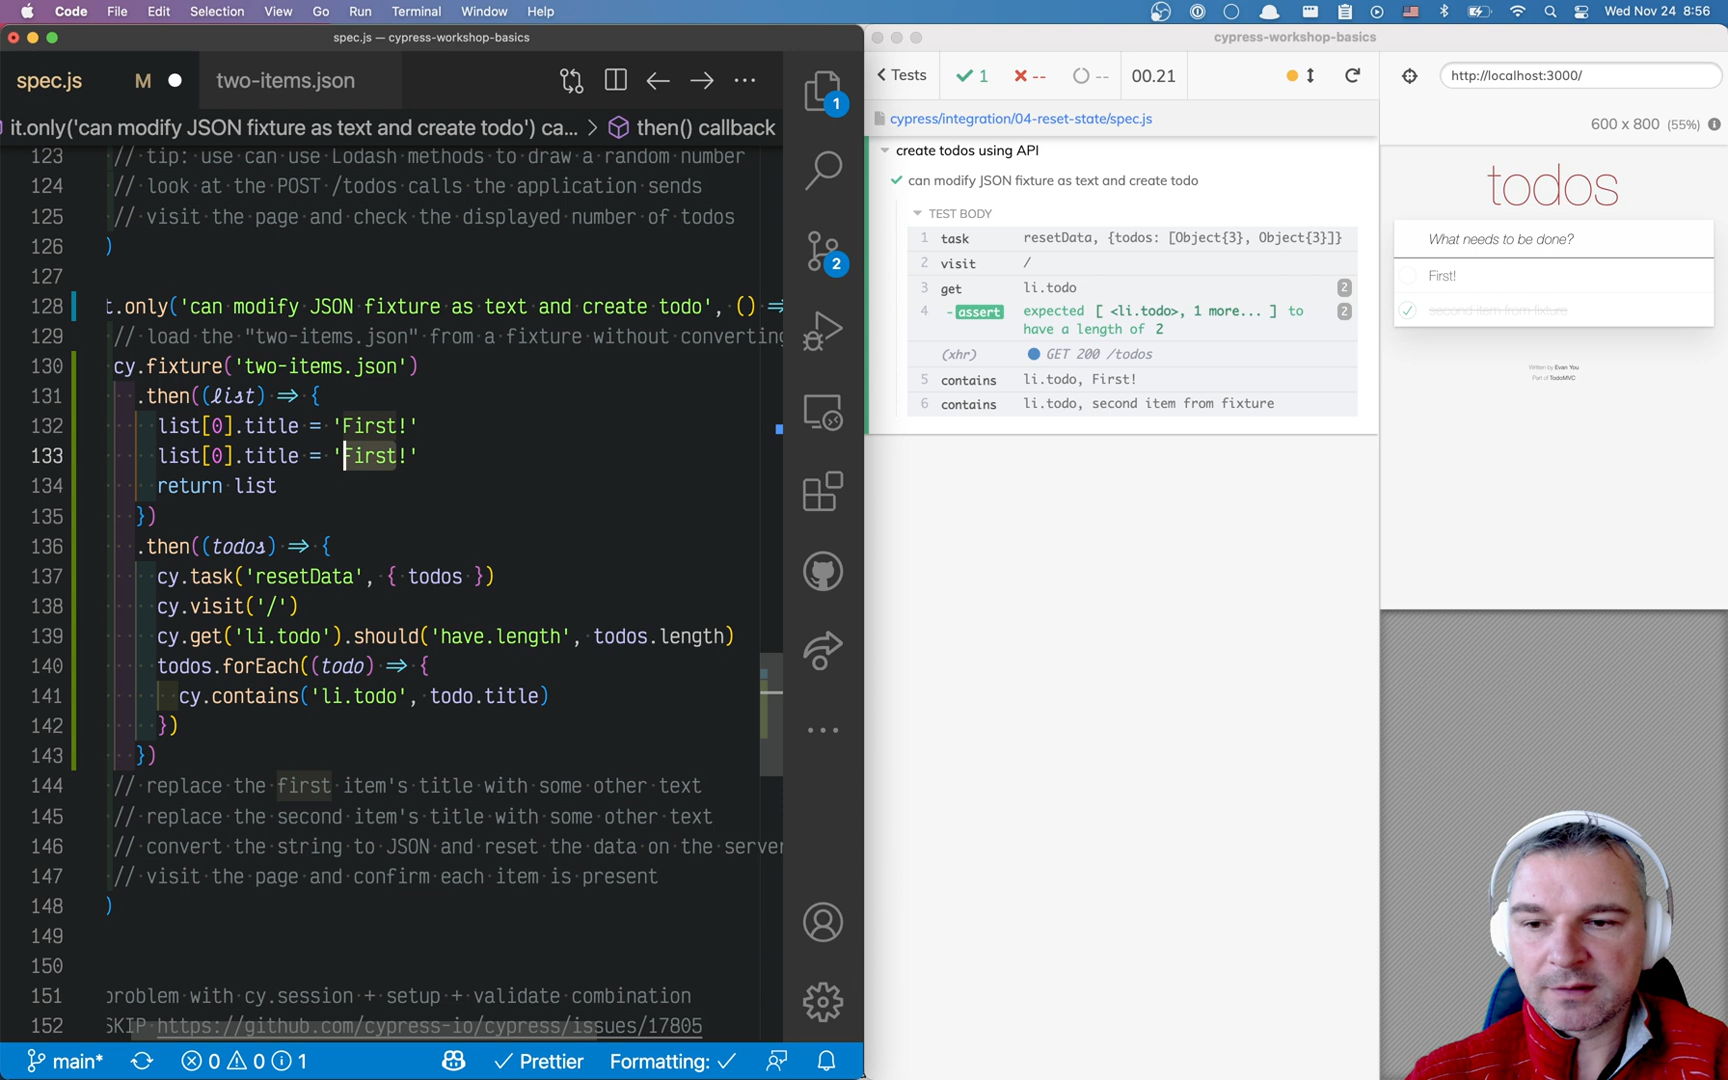 Code File Edit Selection View Go Run Terminal Window Help
Wed Nov 24 8:56
spec.js — cypress-workshop-basics
spec.js M
two-items.json
it.only('can modify JSON fixture as text and create todo') ca... > then() callback
123 // tip: use can use Lodash methods to draw a random number
124 // look at the POST /todos calls the application sends
125 // visit the page and check the displayed number of todos
126 )
127
128 t.only('can modify JSON fixture as text and create todo', () =>
129 // load the "two-items.json" from a fixture without converting
130 cy.fixture('two-items.json')
131 .then((list) => {
132 list[0].title = 'First!'
133 list[0].title = 'First!'
134 return list
135 })
136 .then((todos) => {
137 cy.task('resetData', { todos })
138 cy.visit('/')
139 cy.get('li.todo').should('have.length', todos.length)
140 todos.forEach((todo) => {
141 cy.contains('li.todo', todo.title)
142 })
143 })
144 // replace the first item's title with some other text
145 // replace the second item's title with some other text
146 // convert the string to JSON and reset the data on the server
147 // visit the page and confirm each item is present
148 )
149
150
151 problem with cy.session + setup + validate combination
152 SKIP https://github.com/cypress-io/cypress/issues/17805
1
2
main* 0 0 1 Prettier Formatting:
cypress-workshop-basics
Tests 1 -- -- 00.21
http://localhost:3000/
cypress/integration/04-reset-state/spec.js
600 x 800 (55%)
create todos using API
can modify JSON fixture as text and create todo
TEST BODY
1 task resetData, {todos: [Object{3}, Object{3}]}
2 visit /
3 get li.todo 2
4 -assert expected [ <li.todo>, 1 more... ] to 2
have a length of 2
(xhr) GET 200 /todos
5 contains li.todo, First!
6 contains li.todo, second item from fixture
todos
What needs to be done?
First!
second item from fixture
Written by Evan You
Part of TodoMVC